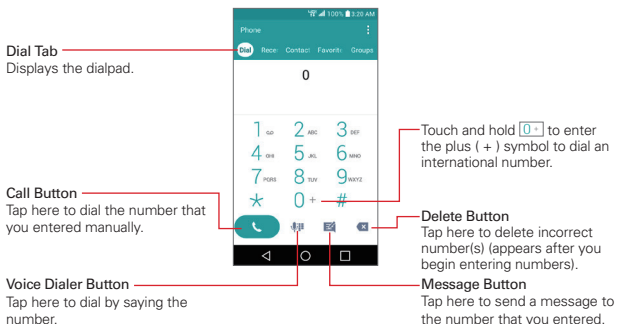 Dial Tab
Displays the dialpad.
Call Button
Tap here to dial the number that
you entered manually.
Voice Dialer Button
Tap here to dial by saying the
number.
100% 3:20 AM
Phone
Dial Rece Contact Favorite Groups
0
1
2 ABC 3 DEF
4 GHI 5 JKL 6 MNO
7 PQRS 8 TUV 9 WXYZ
* 0 + #
Touch and hold 0 + to enter
the plus ( + ) symbol to dial an
international number.
Delete Button
Tap here to delete incorrect
number(s) (appears after you
begin entering numbers).
Message Button
Tap here to send a message to
the number that you entered.